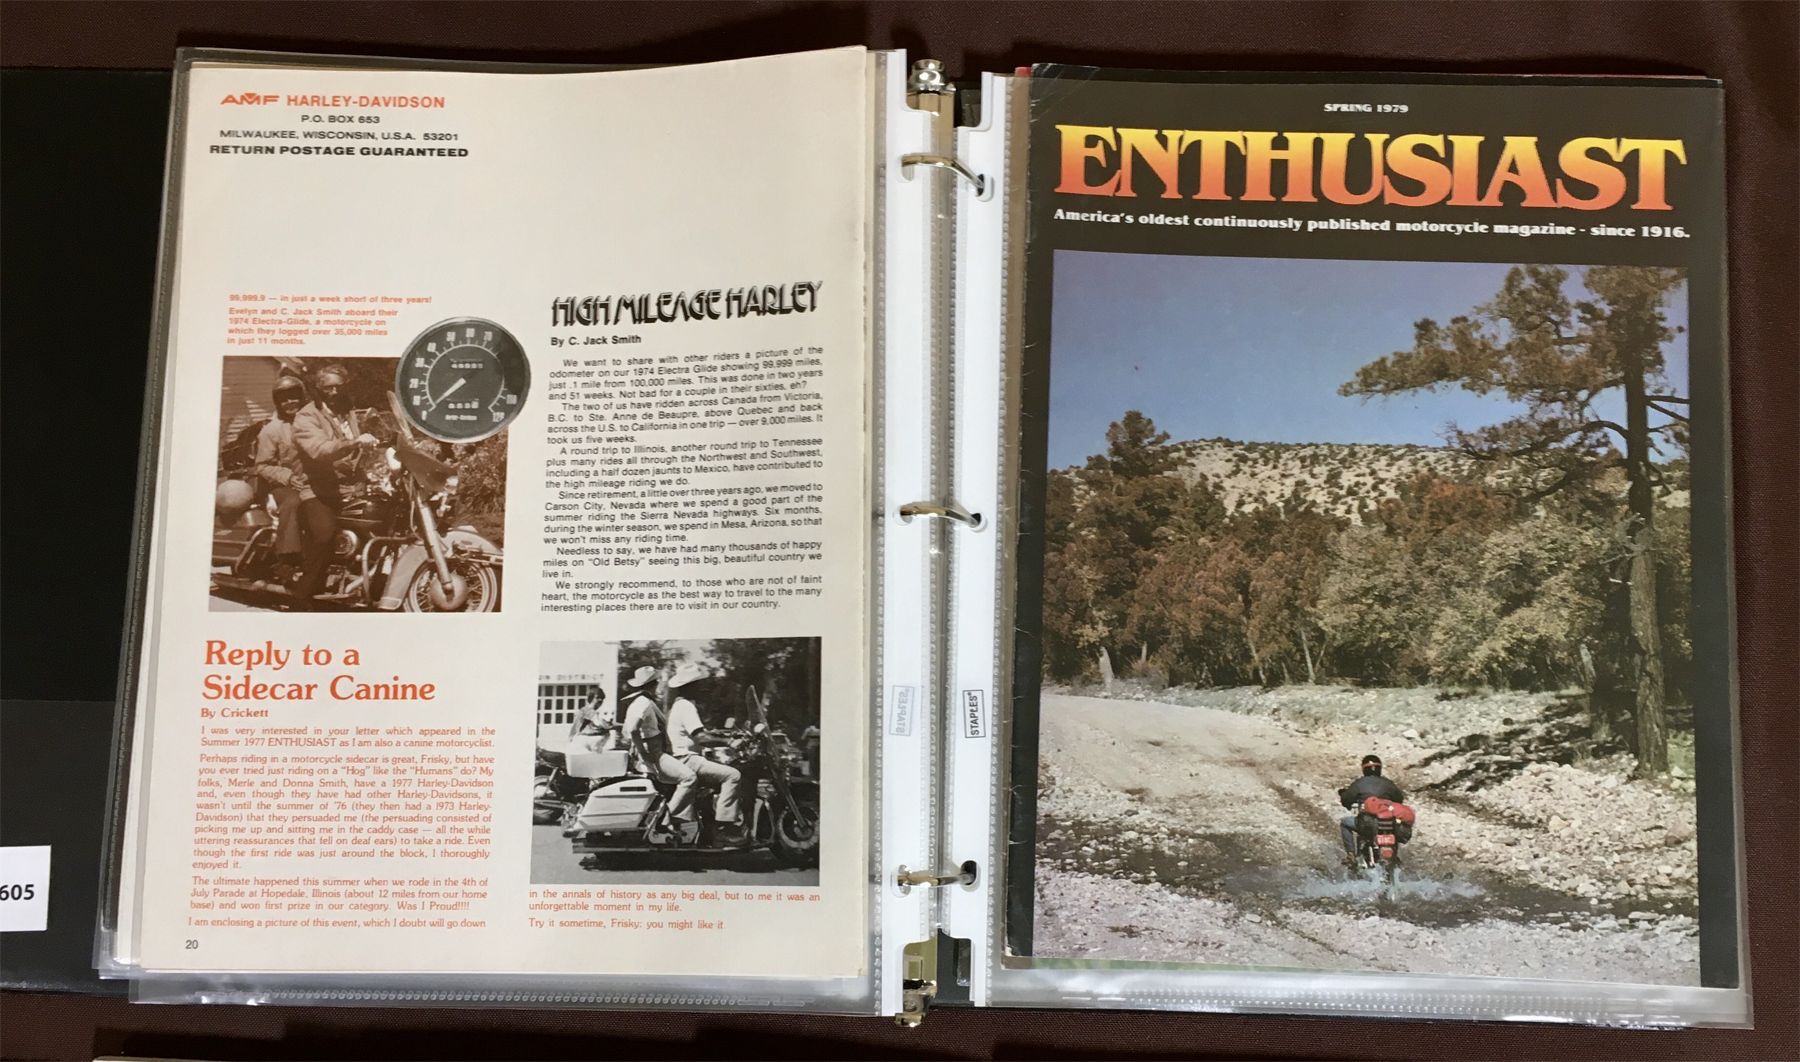 AMF HARLEY-DAVIDSON
P.O. BOX 653
MILWAUKEE, WISCONSIN, U.S.A. 53201
RETURN POSTAGE GUARANTEED
99,999.9 — in just a week short of three years!
Evelyn and C. Jack Smith aboard their
1974 Electra-Glide, a motorcycle on
which they logged over 35,000 miles
in just 11 months.
HIGH MILEAGE HARLEY
By C. Jack Smith
We want to share with other riders a picture of the
odometer on our 1974 Electra Glide showing 99,999 miles,
just .1 mile from 100,000 miles. This was done in two years
and 51 weeks. Not bad for a couple in their sixties, eh?
The two of us have ridden across Canada from Victoria,
B.C. to Ste. Anne de Beaupre, above Quebec and back
across the U.S. to California in one trip — over 9,000 miles. It
took us five weeks.
A round trip to Illinois, another round trip to Tennessee
plus many rides all through the Northwest and Southwest,
including a half dozen jaunts to Mexico, have contributed to
the high mileage riding we do.
Since retirement, a little over three years ago, we moved to
Carson City, Nevada where we spend a good part of the
summer riding the Sierra Nevada highways. Six months,
during the winter season, we spend in Mesa, Arizona, so that
we won't miss any riding time.
Needless to say, we have had many thousands of happy
miles on "Old Betsy" seeing this big, beautiful country we
live in.
We strongly recommend, to those who are not of faint
heart, the motorcycle as the best way to travel to the many
interesting places there are to visit in our country.
Reply to a
Sidecar Canine
By Crickett
I was very interested in your letter which appeared in the
Summer 1977 ENTHUSIAST as I am also a canine motorcyclist.
Perhaps riding in a motorcycle sidecar is great, Frisky, but have
you ever tried just riding on a "Hog" like the "Humans" do? My
folks, Merle and Donna Smith, have a 1977 Harley-Davidson
and, even though they have had other Harley-Davidsons, it
wasn't until the summer of '76 (they then had a 1973 Harley-
Davidson) that they persuaded me (the persuading consisted of
picking me up and sitting me in the caddy case — all the while
uttering reassurances that fell on deaf ears) to take a ride. Even
though the first ride was just around the block, I thoroughly
enjoyed it.
The ultimate happened this summer when we rode in the 4th of
July Parade at Hopedale, Illinois (about 12 miles from our home
base) and won first prize in our category. Was I Proud!!!!
I am enclosing a picture of this event, which I doubt will go down
in the annals of history as any big deal, but to me it was an
unforgettable moment in my life.
Try it sometime, Frisky: you might like it.
20
605
STAPLES
STAPLES
SPRING 1979
ENTHUSIAST
America's oldest continuously published motorcycle magazine - since 1916.